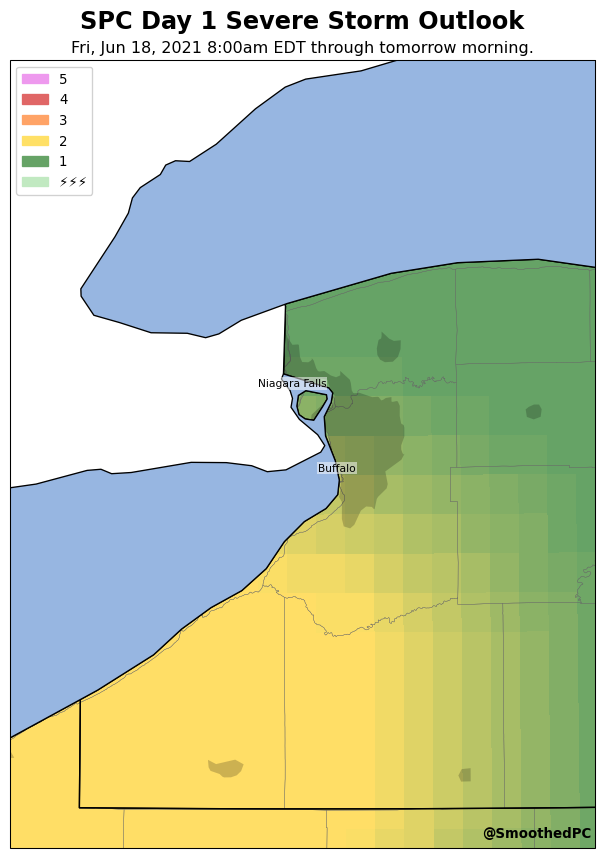 SPC Day 1 Severe Storm Outlook
Fri, Jun 18, 2021 8:00am EDT through tomorrow morning.
5
4
3
2
1
⚡⚡⚡
Niagara Falls
Buffalo
@SmoothedPC